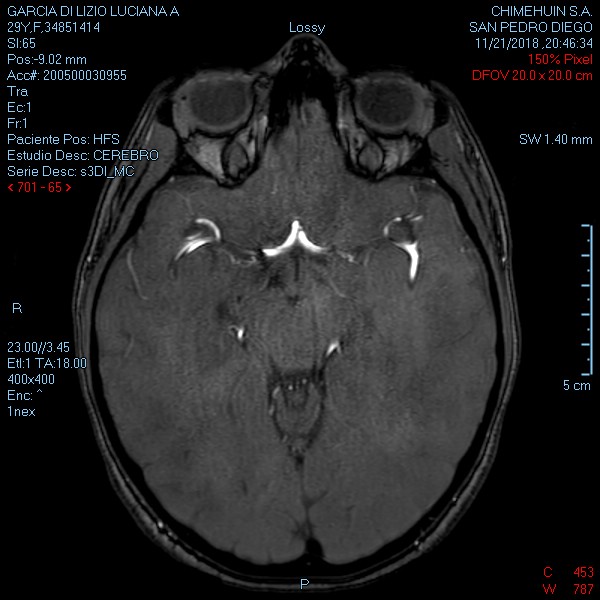 GARCIA DI LIZIO LUCIANA A
29Y,F,34851414
Sl:65
Pos:-9.02 mm
Acc#: 200500030955
Tra
Ec:1
Fr:1
Paciente Pos: HFS
Estudio Desc: CEREBRO
Serie Desc: s3DI_MC
< 701 - 65 >
Lossy
CHIMEHUIN S.A.
SAN PEDRO DIEGO
11/21/2018 ,20:46:34
150% Pixel
DFOV 20.0 x 20.0 cm
SW 1.40 mm
R
23.00//3.45
Etl:1 TA:18.00
400x400
Enc: ^
1nex
5 cm
P
C 453
W 787